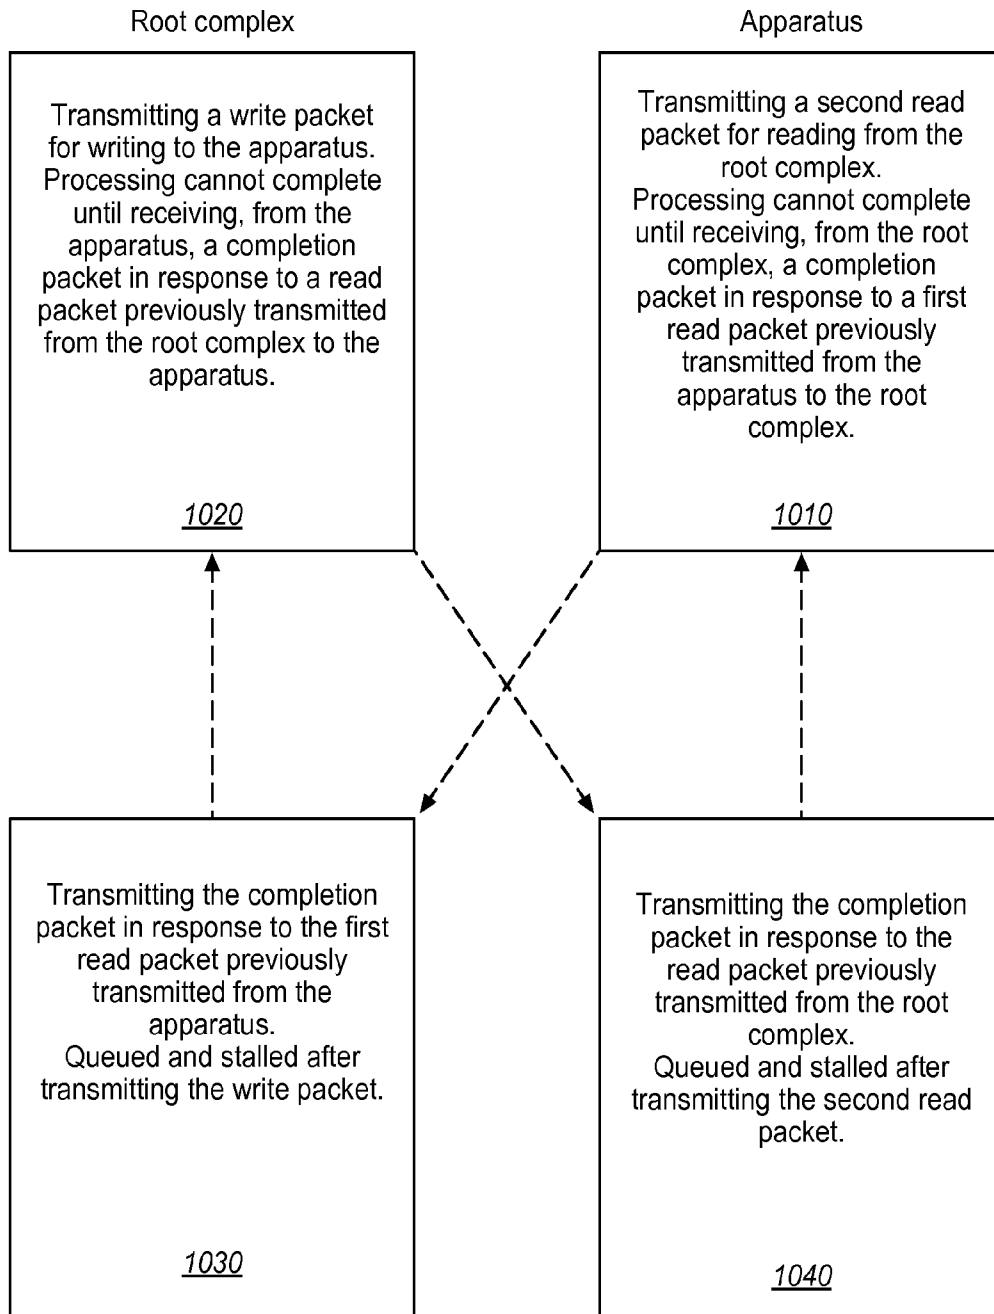 Root complex
Apparatus
Transmitting a write packet
for writing to the apparatus.
Processing cannot complete
until receiving, from the
apparatus, a completion
packet in response to a read
packet previously transmitted
from the root complex to the
apparatus.
1020
Transmitting a second read
packet for reading from the
root complex.
Processing cannot complete
until receiving, from the root
complex, a completion
packet in response to a first
read packet previously
transmitted from the
apparatus to the root
complex.
1010
Transmitting the completion
packet in response to the first
read packet previously
transmitted from the
apparatus.
Queued and stalled after
transmitting the write packet.
1030
Transmitting the completion
packet in response to the
read packet previously
transmitted from the root
complex.
Queued and stalled after
transmitting the second read
packet.
1040